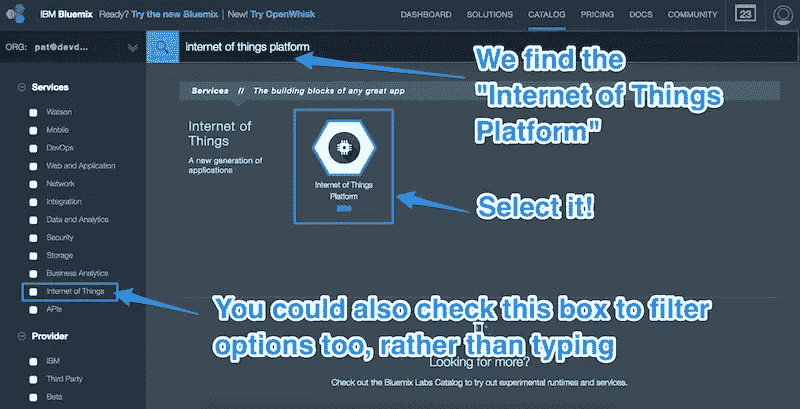 IBM Bluemix Ready? Try the new Bluemix New! Try OpenWhisk DASHBOARD SOLUTIONS CATALOG PRICING DOCS COMMUNITY 23
ORG: pat@devd... internet of things platform
We find the
"Internet of Things
Platform"
Services // The building blocks of any great app
Internet of
Things
A new generation of
applications
Internet of Things
Platform
IBM
Select it!
Services
Watson
Mobile
DevOps
Web and Application
Network
Integration
Data and Analytics
Security
Storage
Business Analytics
Internet of Things
APIs
You could also check this box to filter
options too, rather than typing
Provider
IBM
Third Party
Beta
Looking for more?
Check out the Bluemix Labs Catalog to try out experimental runtimes and services.